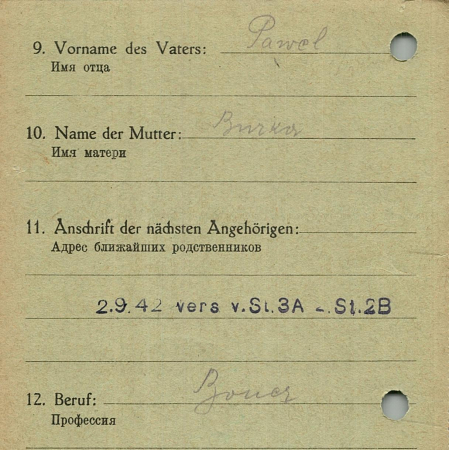 9. Vorname des Vaters: Pawel
Имя отца
10. Name der Mutter:
Имя матери
11. Anschrift der nächsten Angehörigen:
Адрес ближайших родственников
2.9.42 vers v.St.3A z.St.2B
12. Beruf:
Профессия